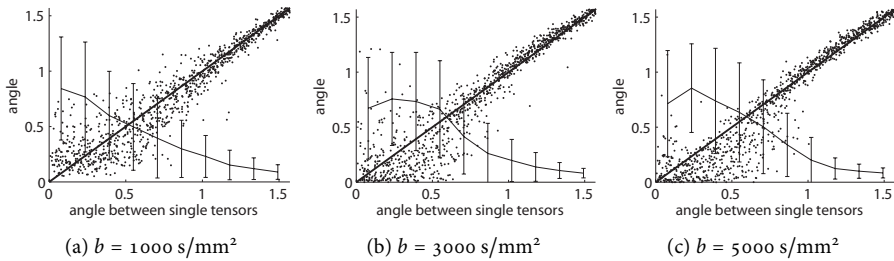 1.5
1
0.5
0
angle
0 0.5 1 1.5
angle between single tensors
(a) b = 1000 s/mm²
1.5
1
0.5
0
angle
0 0.5 1 1.5
angle between single tensors
(b) b = 3000 s/mm²
1.5
1
0.5
0
angle
0 0.5 1 1.5
angle between single tensors
(c) b = 5000 s/mm²